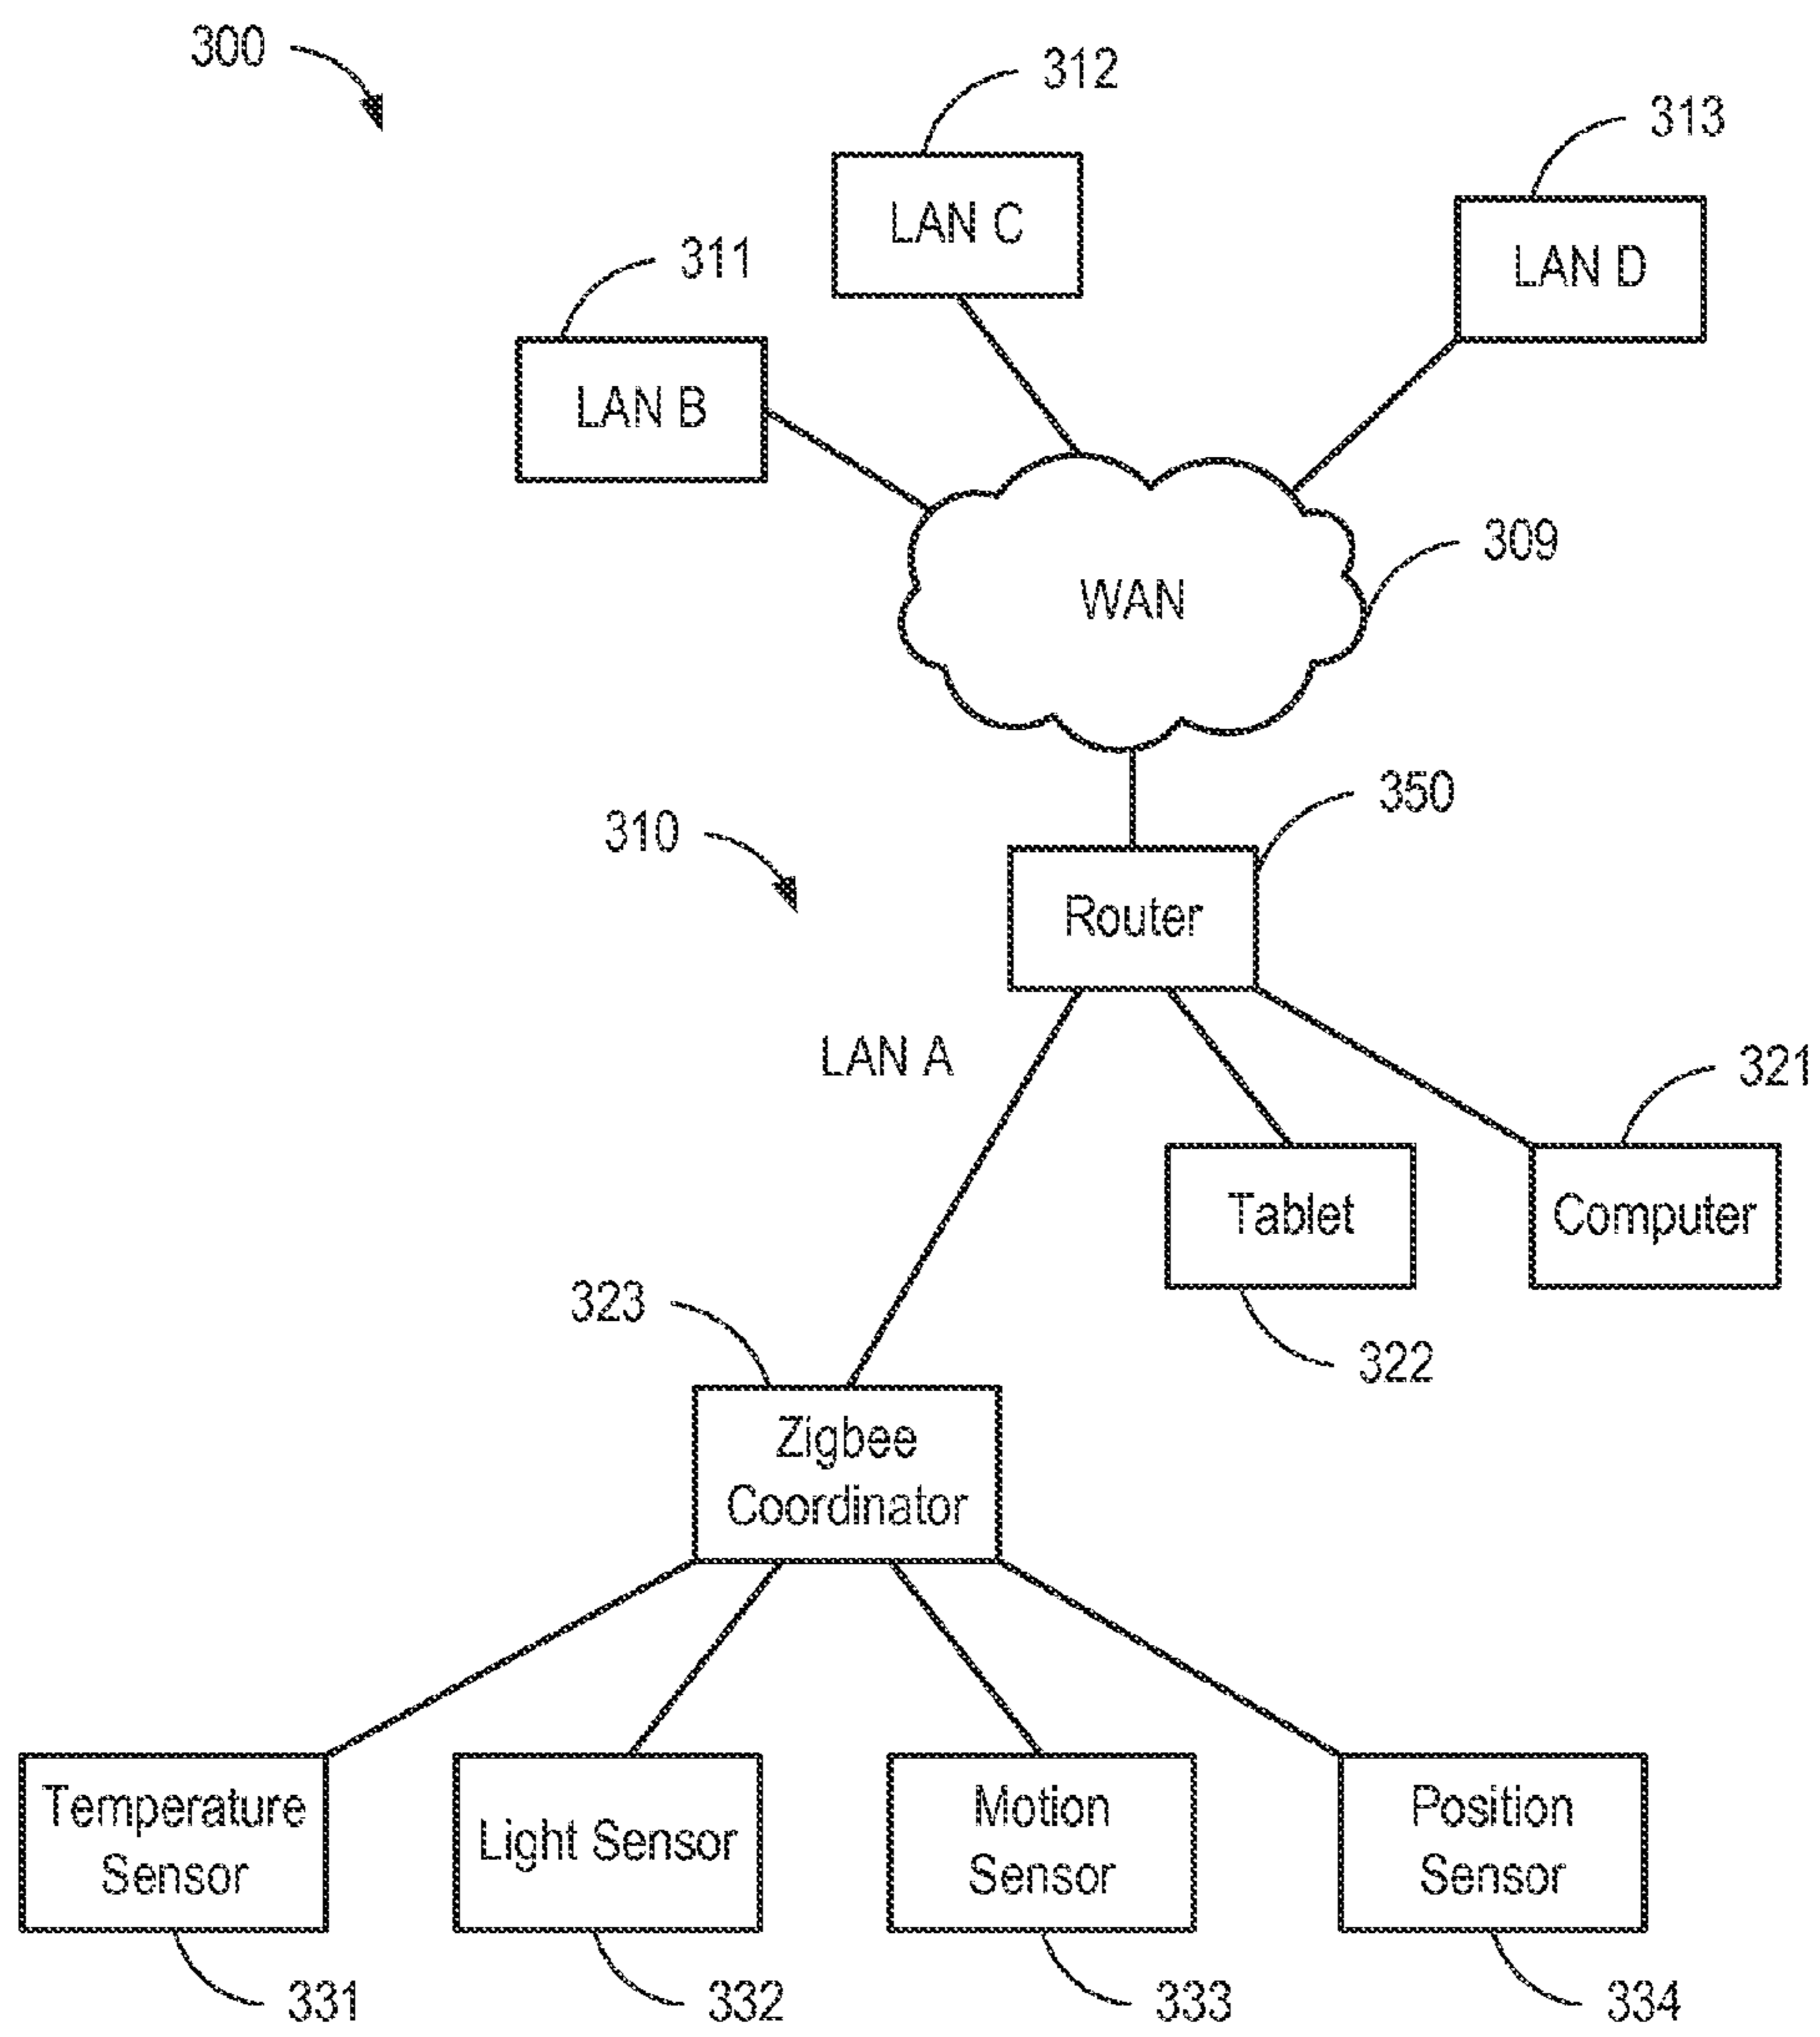 300
312
313
LAN C
311
LAN D
LAN B
309
WAN
350
310
Router
LAN A
321
Tablet
Computer
323
322
Zigbee
Coordinator
Temperature
Sensor
Light Sensor
Motion
Sensor
Position
Sensor
331
332
333
334